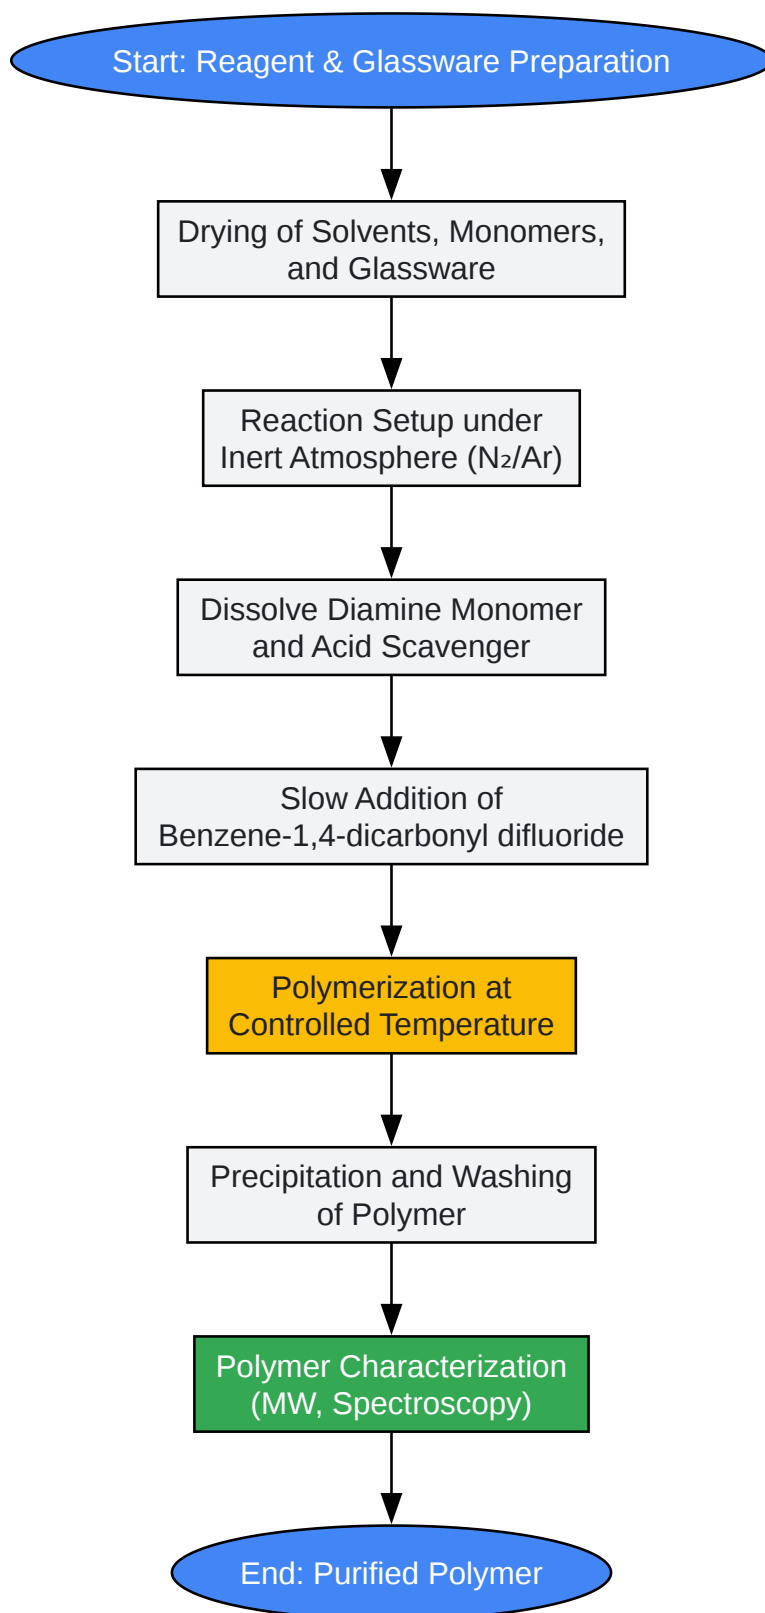 Start: Reagent & Glassware Preparation
Drying of Solvents, Monomers,
and Glassware
Reaction Setup under
Inert Atmosphere (N₂/Ar)
Dissolve Diamine Monomer
and Acid Scavenger
Slow Addition of
Benzene-1,4-dicarbonyl difluoride
Polymerization at
Controlled Temperature
Precipitation and Washing
of Polymer
Polymer Characterization
(MW, Spectroscopy)
End: Purified Polymer